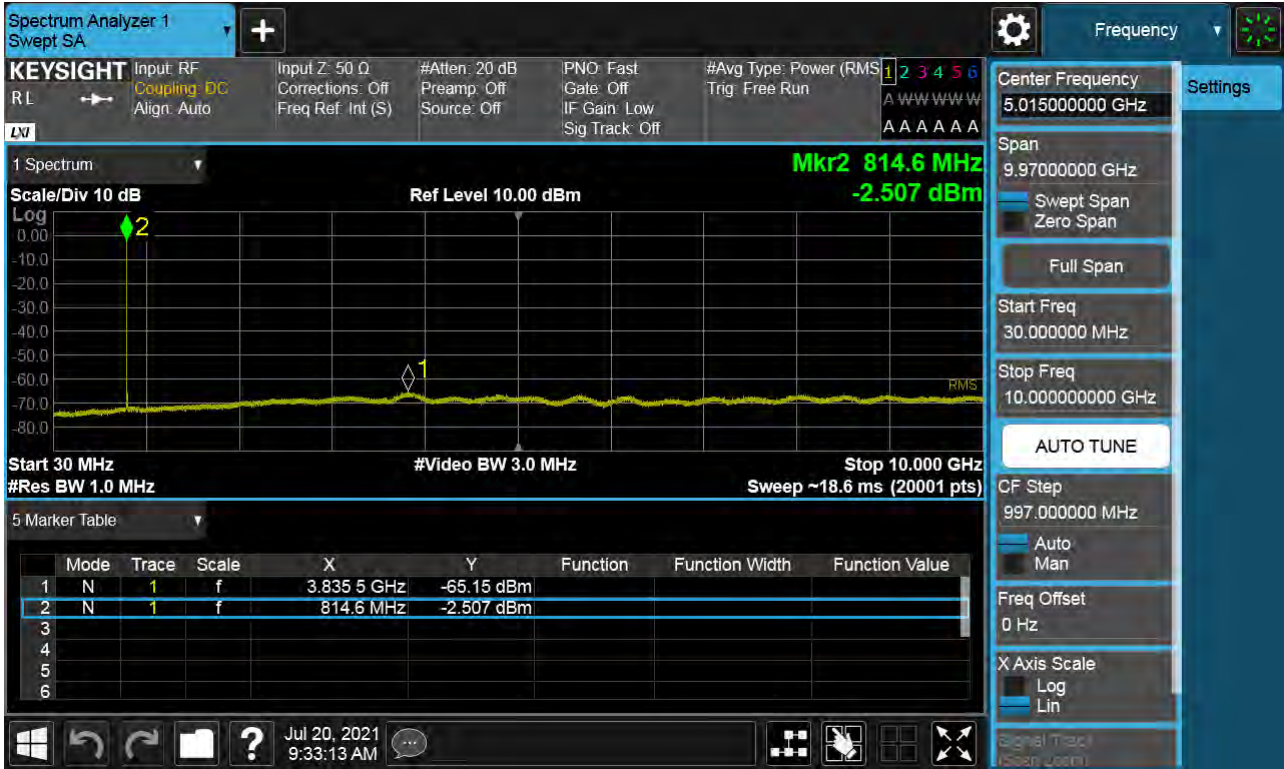 Spectrum Analyzer 1
Swept SA
+
Frequency
KEYSIGHT
RL
LXI
Input: RF
Coupling: DC
Align: Auto
Input Z: 50 Ω
Corrections: Off
Freq Ref: Int (S)
#Atten: 20 dB
Preamp: Off
Source: Off
PNO: Fast
Gate: Off
IF Gain: Low
Sig Track: Off
#Avg Type: Power (RMS
Trig: Free Run
1 2 3 4 5 6
A W W W W W
A A A A A A
1 Spectrum
Mkr2 814.6 MHz
Scale/Div 10 dB
Ref Level 10.00 dBm
-2.507 dBm
Log
0.00
-10.0
-20.0
-30.0
-40.0
-50.0
-60.0
-70.0
-80.0
2
1
RMS
Start 30 MHz
#Video BW 3.0 MHz
Stop 10.000 GHz
#Res BW 1.0 MHz
Sweep ~18.6 ms (20001 pts)
5 Marker Table
Mode Trace Scale X Y Function Function Width Function Value
1 N 1 f 3.835 5 GHz -65.15 dBm
2 N 1 f 814.6 MHz -2.507 dBm
3
4
5
6
?
Jul 20, 2021
9:33:13 AM
Center Frequency
5.015000000 GHz
Settings
Span
9.97000000 GHz
Swept Span
Zero Span
Full Span
Start Freq
30.000000 MHz
Stop Freq
10.000000000 GHz
AUTO TUNE
CF Step
997.000000 MHz
Auto
Man
Freq Offset
0 Hz
X Axis Scale
Log
Lin
Signal Track
(Span Zoom)